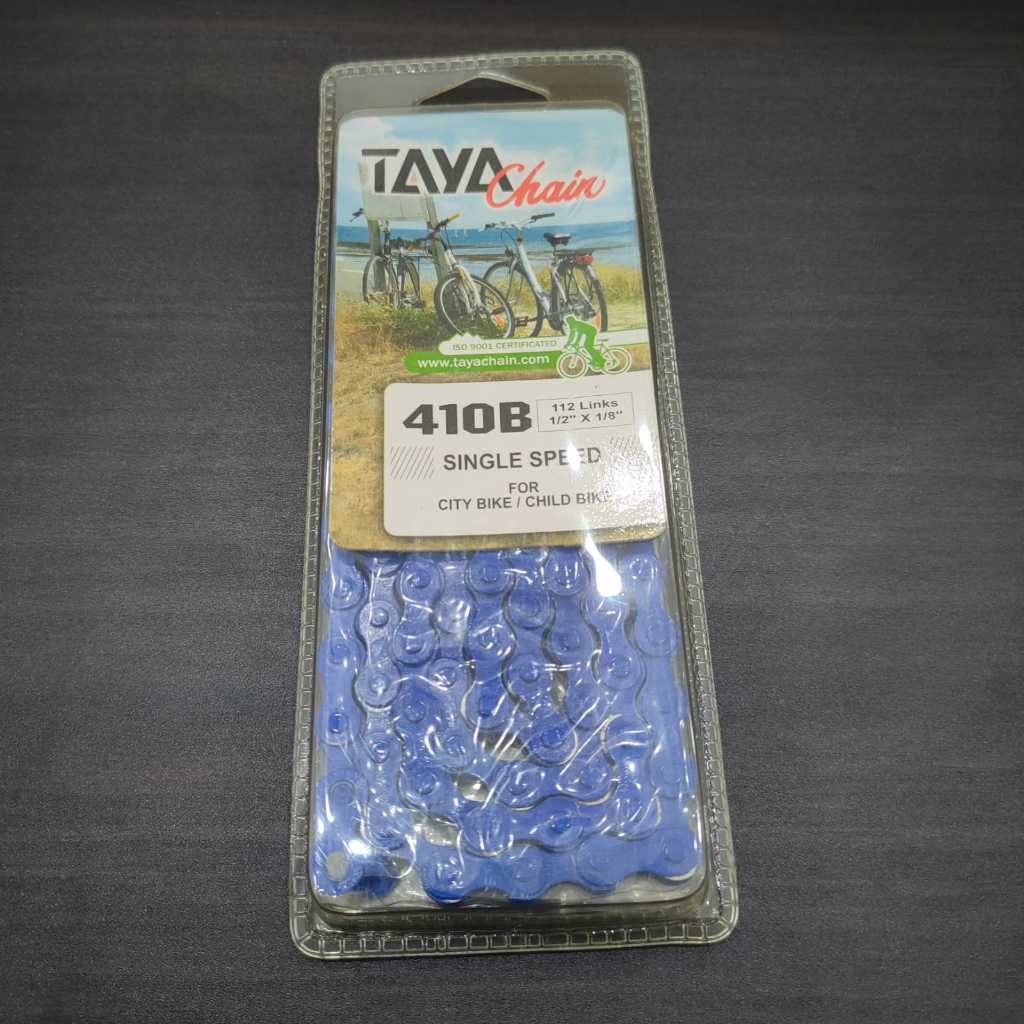 TAYA Chain
ISO 9001 CERTIFICATED
www.tayachain.com
410B
112 Links
1/2" X 1/8"
SINGLE SPEED
FOR
CITY BIKE / CHILD BIKE